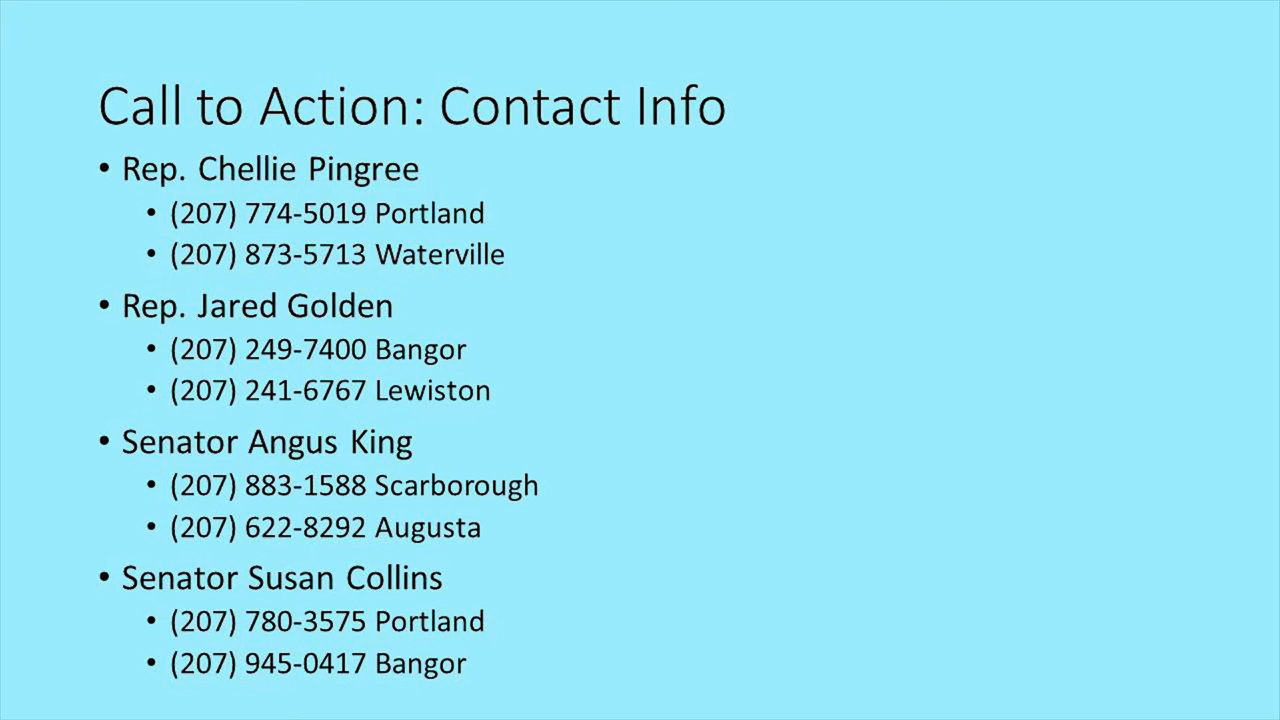 Call to Action: Contact Info
• Rep. Chellie Pingree
• (207) 774-5019 Portland
• (207) 873-5713 Waterville
• Rep. Jared Golden
• (207) 249-7400 Bangor
• (207) 241-6767 Lewiston
• Senator Angus King
• (207) 883-1588 Scarborough
• (207) 622-8292 Augusta
• Senator Susan Collins
• (207) 780-3575 Portland
• (207) 945-0417 Bangor